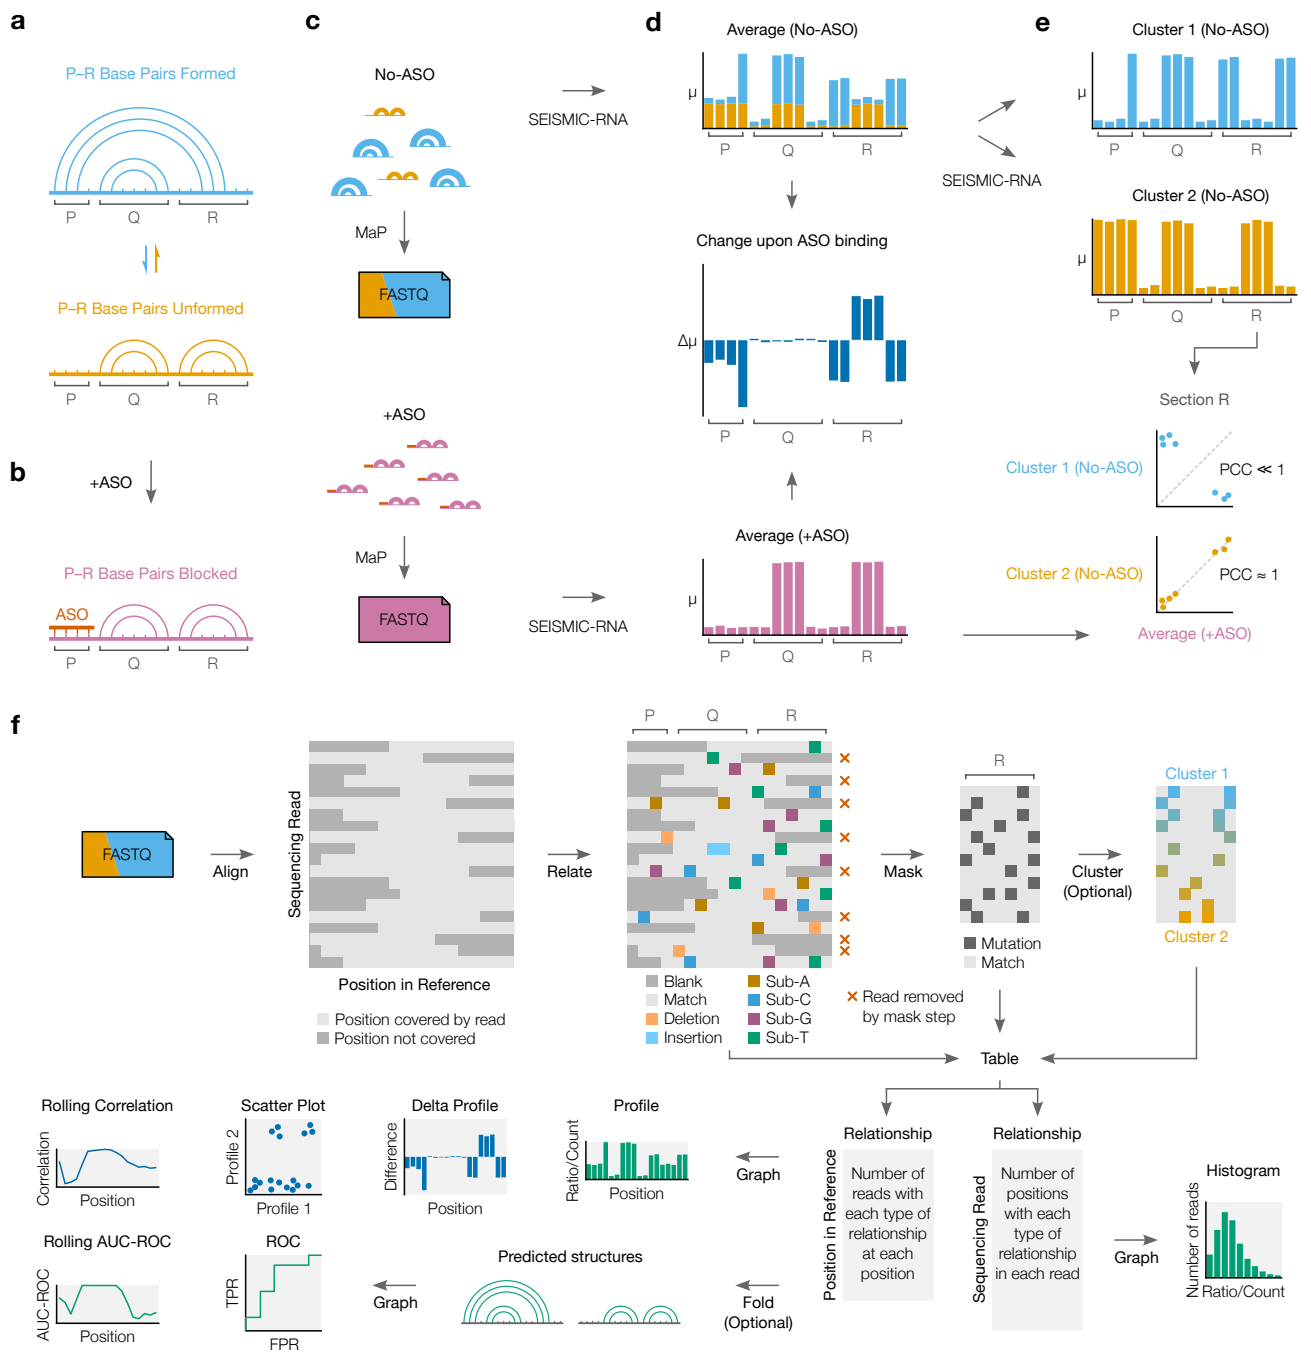 a
P–R Base Pairs Formed
P
Q
R
P–R Base Pairs Unformed
P
Q
R
b
+ASO
P–R Base Pairs Blocked
ASO
P
Q
R
c
No-ASO
SEISMIC-RNA
MaP
FASTQ
+ASO
MaP
FASTQ
SEISMIC-RNA
d
Average (No-ASO)
μ
P
Q
R
SEISMIC-RNA
Change upon ASO binding
Δμ
P
Q
R
Average (+ASO)
μ
P
Q
R
e
Cluster 1 (No-ASO)
μ
P
Q
R
Cluster 2 (No-ASO)
μ
P
Q
R
Section R
Cluster 1 (No-ASO)
PCC ≪ 1
Cluster 2 (No-ASO)
PCC ≈ 1
Average (+ASO)
f
FASTQ
Align
Sequencing Read
Position in Reference
Position covered by read
Position not covered
Relate
P
Q
R
Blank
Match
Deletion
Insertion
Sub-A
Sub-C
Sub-G
Sub-T
× Read removed
by mask step
Mask
R
Mutation
Match
Cluster
(Optional)
Cluster 1
Cluster 2
Table
Relationship
Position in Reference
Number of
reads with
each type of
relationship
at each
position
Relationship
Sequencing Read
Number of
positions
with each
type of
relationship
in each read
Graph
Histogram
Number of reads
Ratio/Count
Graph
Profile
Ratio/Count
Position
Delta Profile
Difference
Position
Scatter Plot
Profile 2
Profile 1
Rolling Correlation
Correlation
Position
Fold
(Optional)
Predicted structures
Graph
ROC
TPR
FPR
Rolling AUC-ROC
AUC-ROC
Position